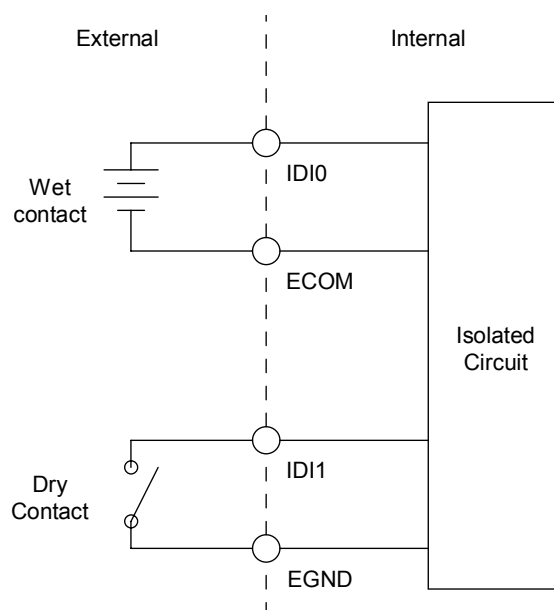 External
Internal
IDI0
Wet
contact
ECOM
Isolated
Circuit
IDI1
Dry
Contact
EGND